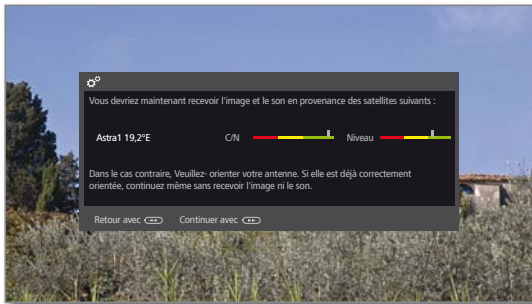 Vous devriez maintenant recevoir l'image et le son en provenance des satellites suivants :
Astra1 19,2°E C/N Niveau
Dans le cas contraire, Veuillez- orienter votre antenne. Si elle est déjà correctement
orientée, continuez même sans recevoir l'image ni le son.
Retour avec Continuer avec